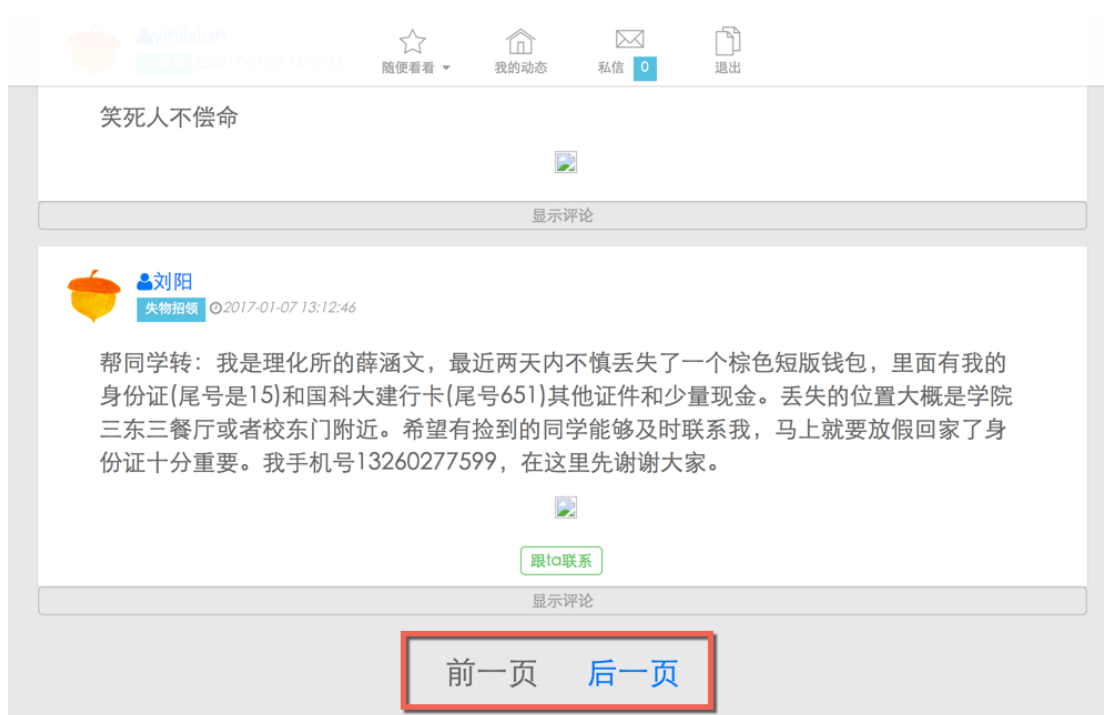 yinjixian
随便看看
我的动态
私信 0
退出
笑死人不偿命
显示评论
刘阳
失物招领 2017-01-07 13:12:46
帮同学转：我是理化所的薛涵文，最近两天内不慎丢失了一个棕色短版钱包，里面有我的
身份证(尾号是15)和国科大建行卡(尾号651)其他证件和少量现金。丢失的位置大概是学院
三东三餐厅或者校东门附近。希望有捡到的同学能够及时联系我，马上就要放假回家了身
份证十分重要。我手机号13260277599，在这里先谢谢大家。
跟ta联系
显示评论
前一页 后一页